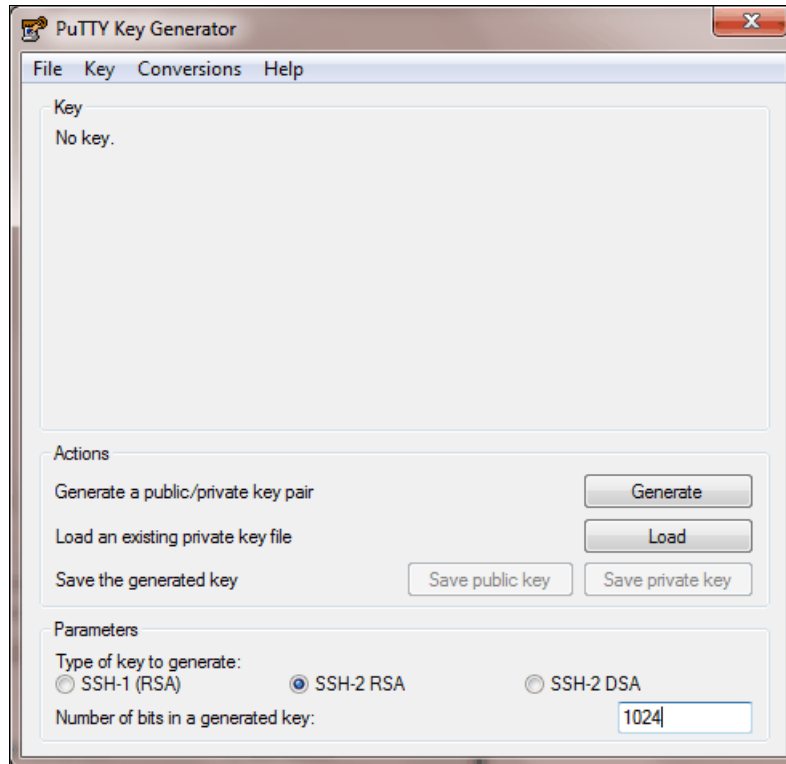 PuTTY Key Generator
File Key Conversions Help
Key
No key.
Actions
Generate a public/private key pair Generate
Load an existing private key file Load
Save the generated key Save public key Save private key
Parameters
Type of key to generate:
SSH-1 (RSA) SSH-2 RSA SSH-2 DSA
Number of bits in a generated key: 1024